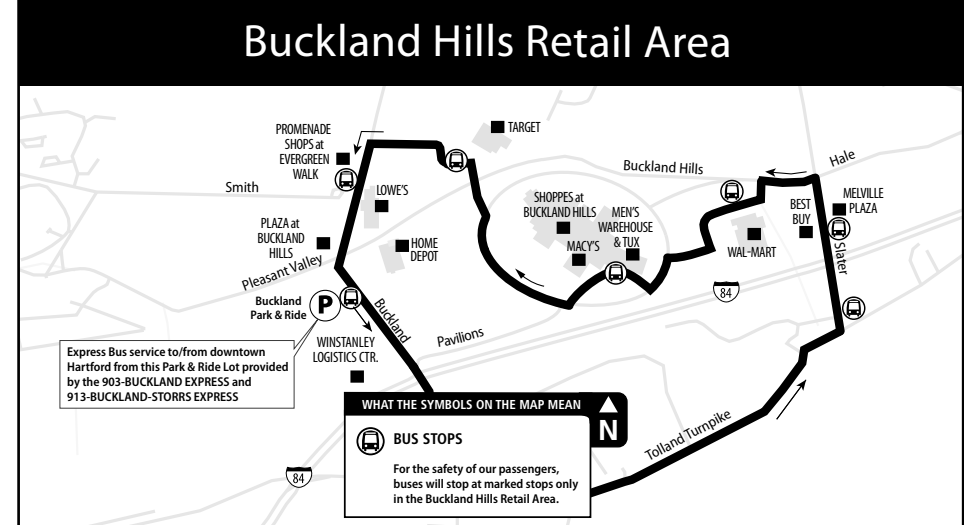 Buckland Hills Retail Area
PROMENADE
SHOPS at
EVERGREEN
WALK
TARGET
Smith
LOWE'S
PLAZA at
BUCKLAND
HILLS
HOME
DEPOT
Pleasant Valley
Buckland Hills
Hale
SHOPPES at
BUCKLAND HILLS
MEN'S
WAREHOUSE
& TUX
MACY'S
WAL-MART
BEST
BUY
MELVILLE
PLAZA
Slater
84
Buckland
Park & Ride
P
Buckland
Pavilions
WINSTANLEY
LOGISTICS CTR.
Express Bus service to/from downtown
Hartford from this Park & Ride Lot provided
by the 903-BUCKLAND EXPRESS and
913-BUCKLAND-STORRS EXPRESS
Tolland Turnpike
84
WHAT THE SYMBOLS ON THE MAP MEAN
N
BUS STOPS
For the safety of our passengers,
buses will stop at marked stops only
in the Buckland Hills Retail Area.